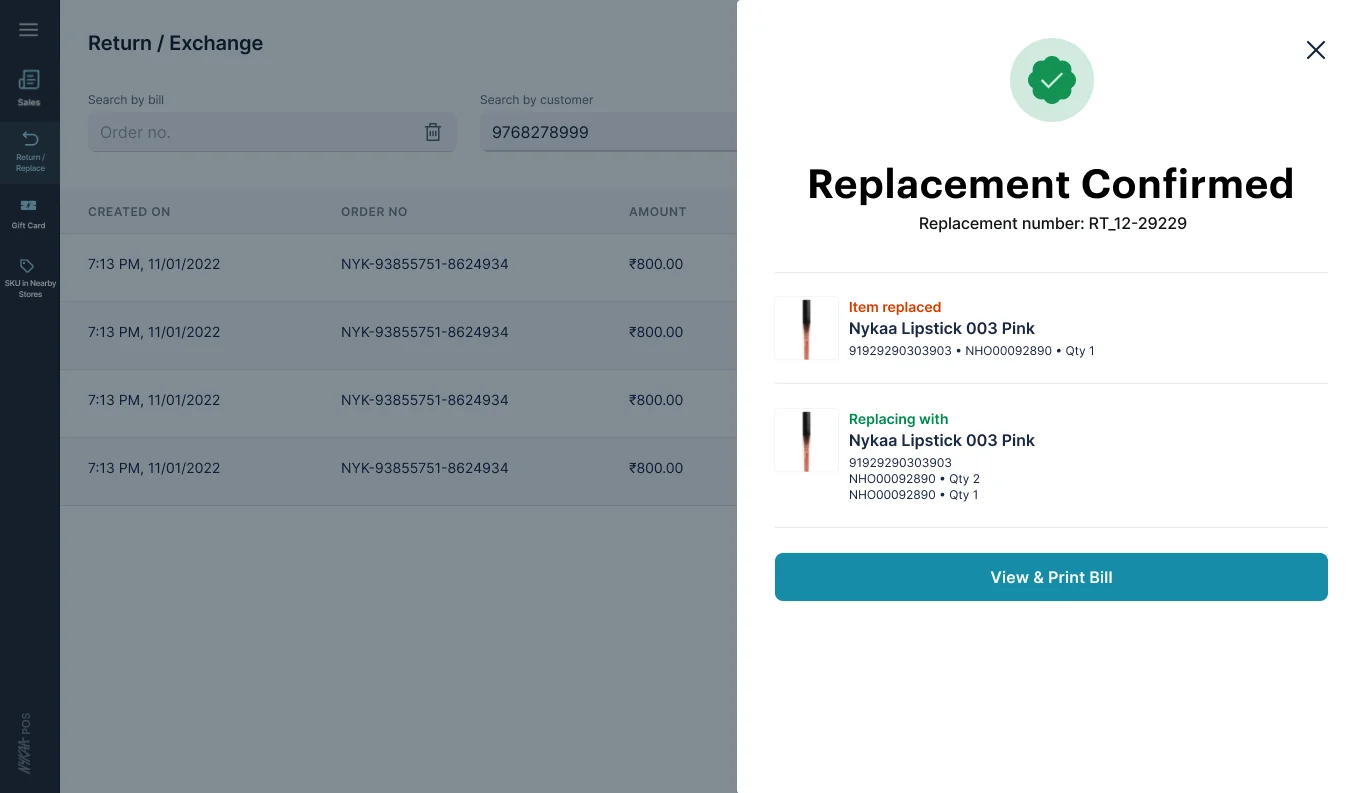 Sales
Return /
Replace
Gift Card
SKU in Nearby
Stores
NYKAA POS
Return / Exchange
Search by bill
Order no.
Search by customer
9768278999
CREATED ON ORDER NO AMOUNT
7:13 PM, 11/01/2022 NYK-93855751-8624934 ₹800.00
7:13 PM, 11/01/2022 NYK-93855751-8624934 ₹800.00
7:13 PM, 11/01/2022 NYK-93855751-8624934 ₹800.00
7:13 PM, 11/01/2022 NYK-93855751-8624934 ₹800.00
Replacement Confirmed
Replacement number: RT_12-29229
Item replaced
Nykaa Lipstick 003 Pink
91929290303903 • NHO00092890 • Qty 1
Replacing with
Nykaa Lipstick 003 Pink
91929290303903
NHO00092890 • Qty 2
NHO00092890 • Qty 1
View & Print Bill